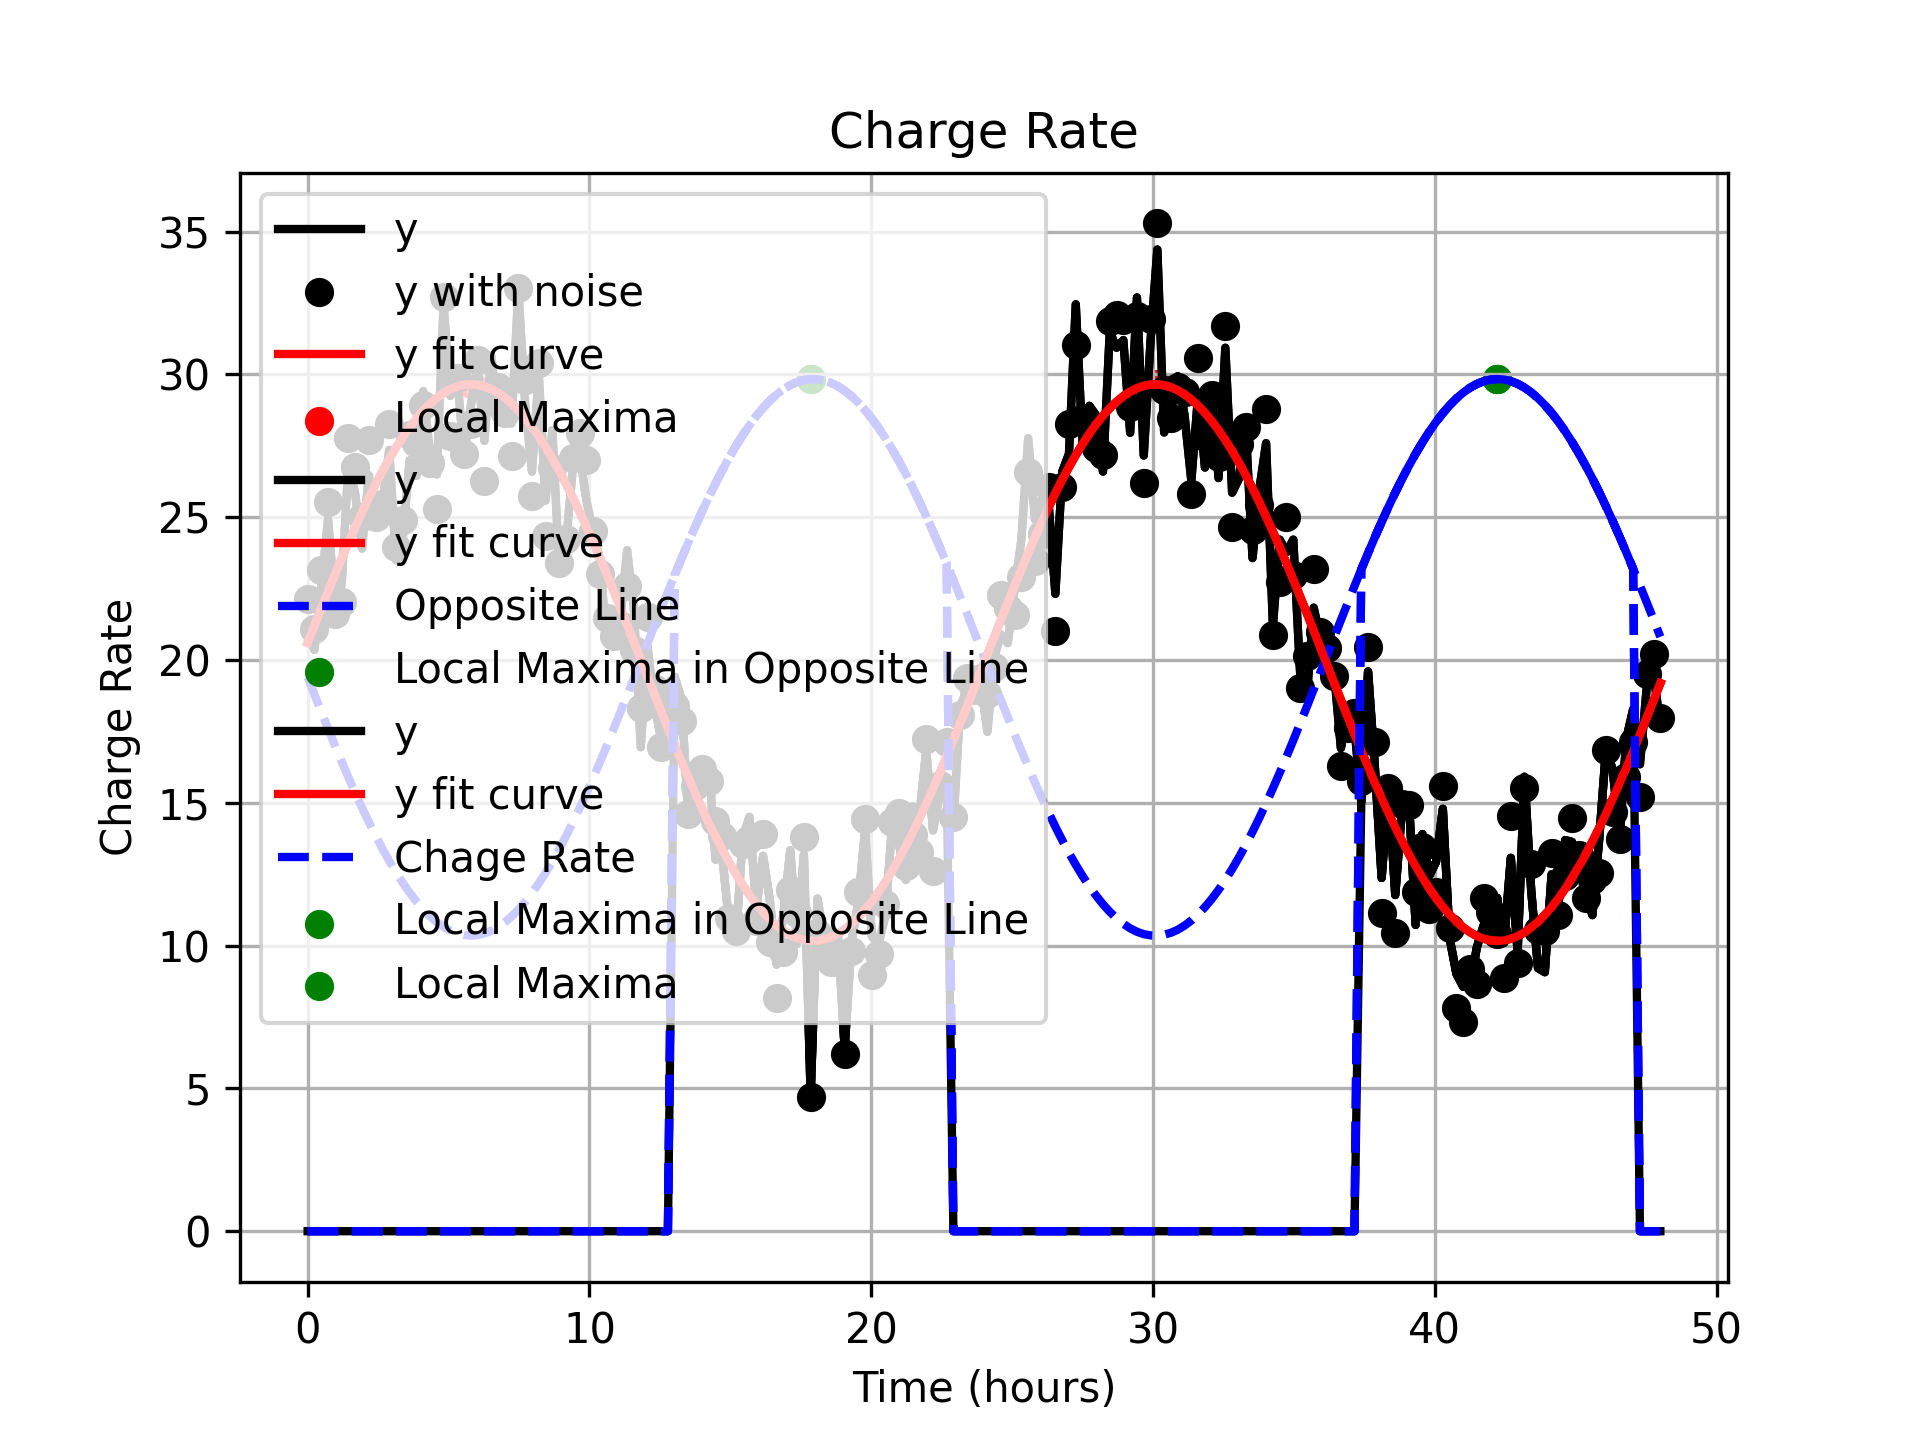 Charge Rate
y
y with noise
y fit curve
Local Maxima
y
y fit curve
Opposite Line
Local Maxima in Opposite Line
y
y fit curve
Chage Rate
Local Maxima in Opposite Line
Local Maxima
35
30
25
20
15
10
5
0
Charge Rate
0 10 20 30 40 50
Time (hours)